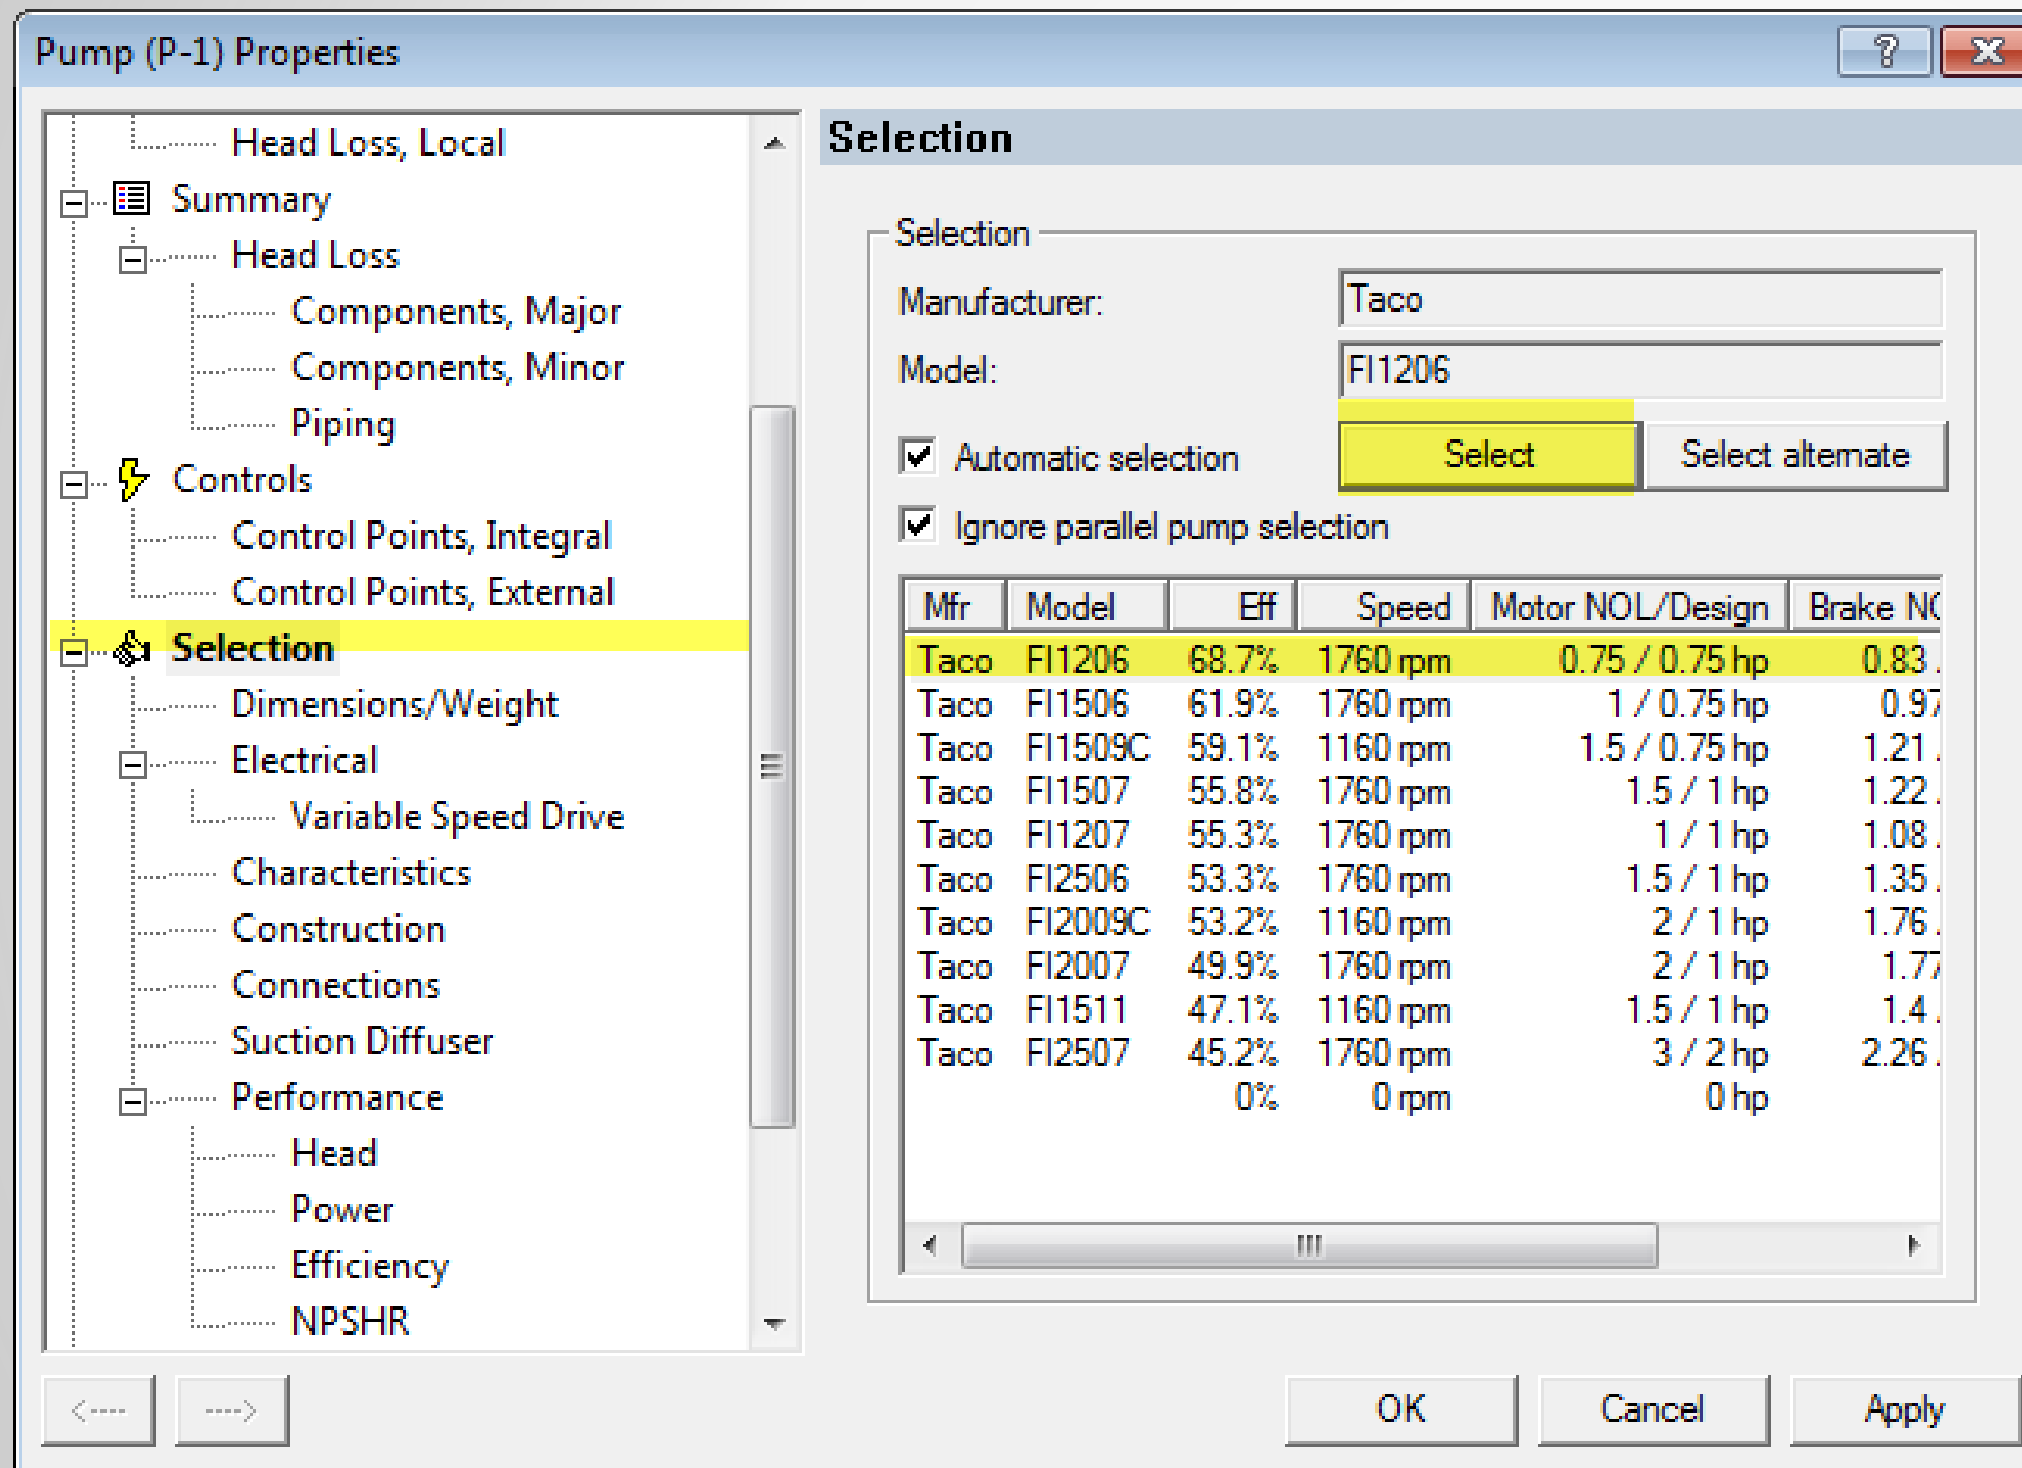 Pump (P-1) Properties
Head Loss, Local
Summary
Head Loss
Components, Major
Components, Minor
Piping
Controls
Control Points, Integral
Control Points, External
Selection
Dimensions/Weight
Electrical
Variable Speed Drive
Characteristics
Construction
Connections
Suction Diffuser
Performance
Head
Power
Efficiency
NPSHR
<---- ---->
Selection
Selection
Manufacturer: Taco
Model: FI1206
Automatic selection Select Select alternate
Ignore parallel pump selection
Mfr Model Eff Speed Motor NOL/Design Brake
Taco FI1206 68.7% 1760 rpm 0.75 / 0.75 hp 0.83
Taco FI1506 61.9% 1760 rpm 1 / 0.75 hp 0.97
Taco FI1509C 59.1% 1160 rpm 1.5 / 0.75 hp 1.21
Taco FI1507 55.8% 1760 rpm 1.5 / 1 hp 1.22
Taco FI1207 55.3% 1760 rpm 1 / 1 hp 1.08
Taco FI2506 53.3% 1760 rpm 1.5 / 1 hp 1.35
Taco FI2009C 53.2% 1160 rpm 2 / 1 hp 1.76
Taco FI2007 49.9% 1760 rpm 2 / 1 hp 1.77
Taco FI1511 47.1% 1160 rpm 1.5 / 1 hp 1.4
Taco FI2507 45.2% 1760 rpm 3 / 2 hp 2.26
0% 0 rpm 0 hp
OK Cancel Apply